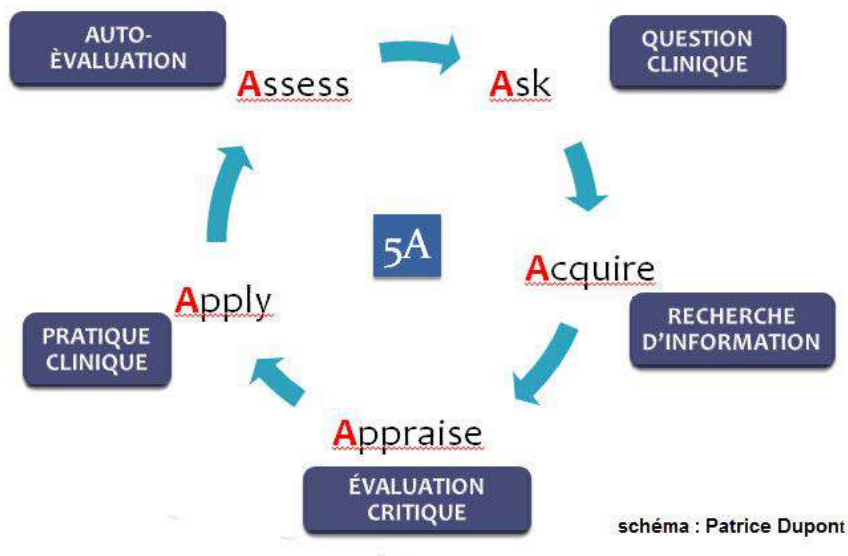 AUTO-
ÈVALUATION
Assess
Ask
QUESTION
CLINIQUE
5A
Acquire
RECHERCHE
D'INFORMATION
Apply
PRATIQUE
CLINIQUE
Appraise
ÉVALUATION
CRITIQUE
schéma : Patrice Dupont